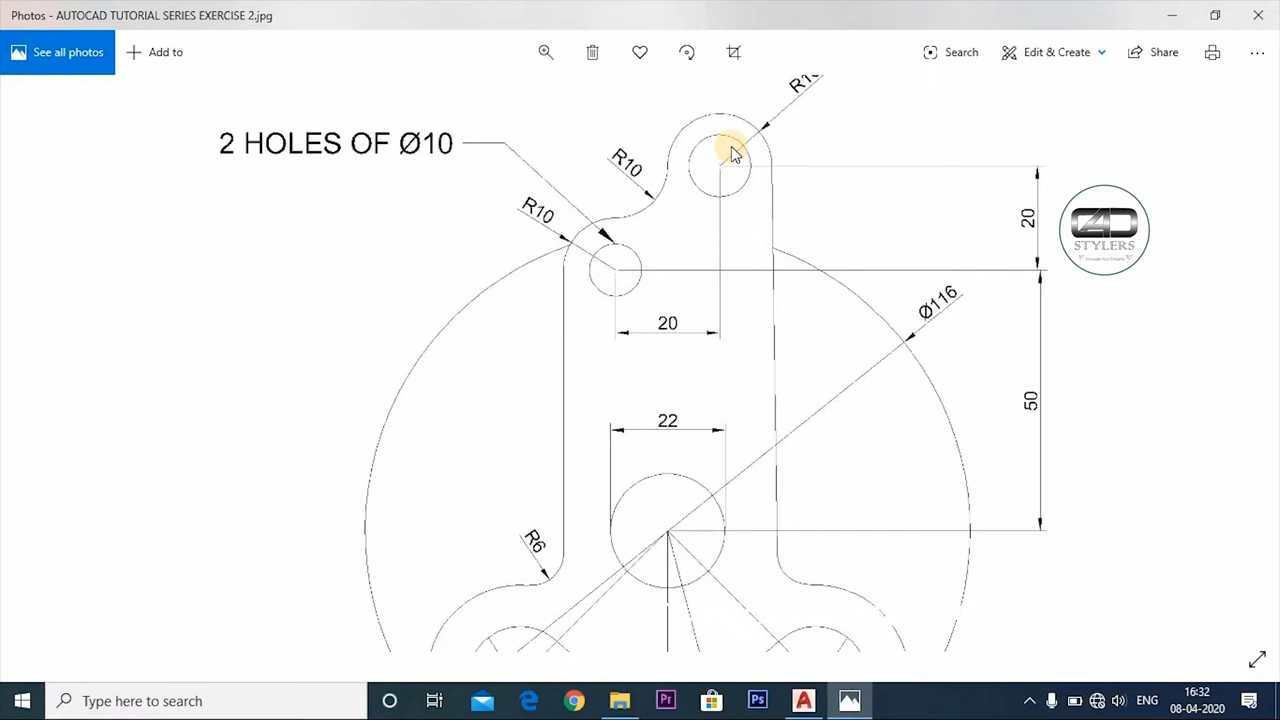 Photos - AUTOCAD TUTORIAL SERIES EXERCISE 2.jpg
See all photos
Add to
Search
Edit & Create
Share
2 HOLES OF Ø10
R10
R10
20
STYLERS
Ø116
20
50
22
R6
Type here to search
ENG
16:32
08-04-2020